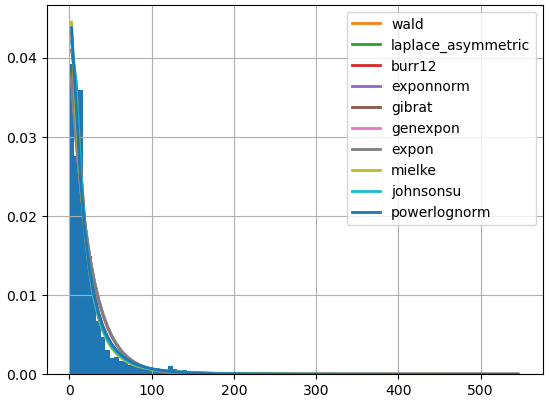 wald
laplace_asymmetric
burr12
exponnorm
gibrat
genexpon
expon
mielke
johnsonsu
powerlognorm
0.04
0.03
0.02
0.01
0.00
0 100 200 300 400 500